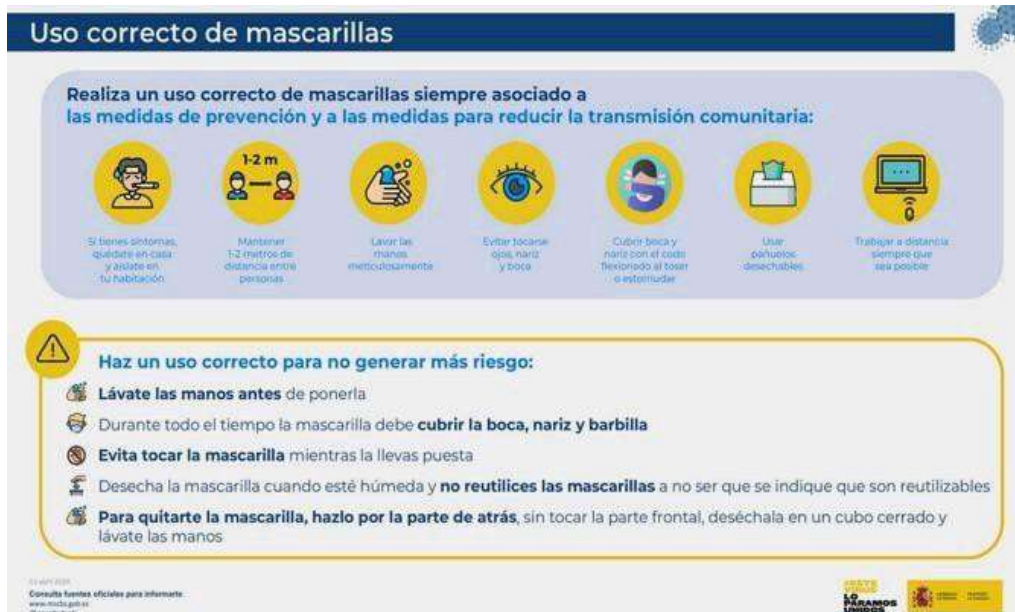 Uso correcto de mascarillas
Realiza un uso correcto de mascarillas siempre asociado a
las medidas de prevención y a las medidas para reducir la transmisión comunitaria:
1-2 m
Si tienes síntomas,
quédate en casa
y aíslate en
tu habitación
Mantener
1-2 metros de
distancia entre
personas
Lavar las
manos
meticulosamente
Evitar tocarse
ojos, nariz
y boca
Cubrir boca y
nariz con el codo
flexionado al toser
o estornudar
Usar
pañuelos
desechables
Trabajar a distancia
siempre que
sea posible
Haz un uso correcto para no generar más riesgo:
Lávate las manos antes de ponerla
Durante todo el tiempo la mascarilla debe cubrir la boca, nariz y barbilla
Evita tocar la mascarilla mientras la llevas puesta
Desecha la mascarilla cuando esté húmeda y no reutilices las mascarillas a no ser que se indique que son reutilizables
Para quitarte la mascarilla, hazlo por la parte de atrás, sin tocar la parte frontal, deséchala en un cubo cerrado y
lávate las manos
Consulta fuentes oficiales para informarte
#ESTE
VIRUS
LO
PARAMOS
UNIDOS